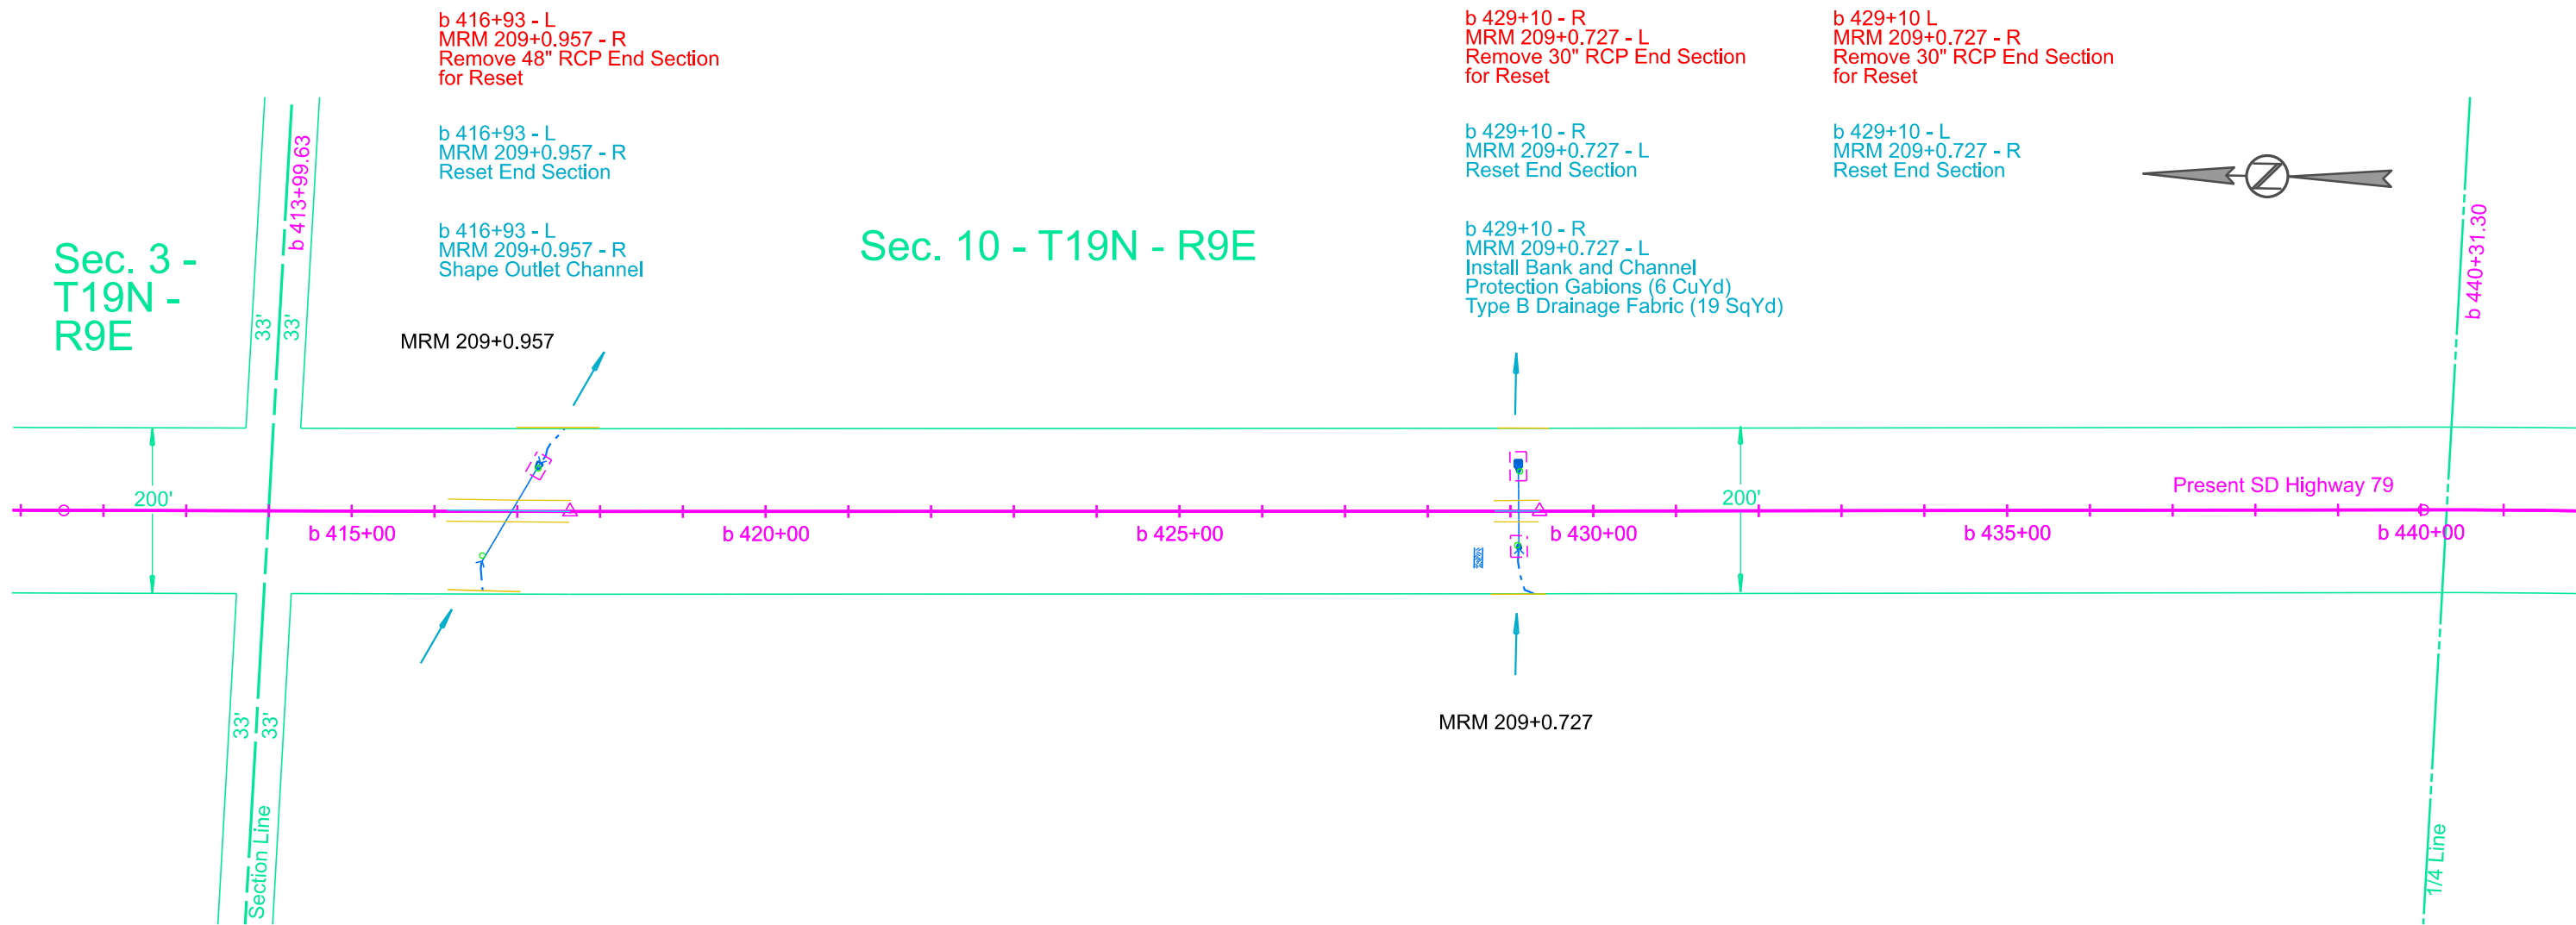 b 416+93 - L
MRM 209+0.957 - R
Remove 48" RCP End Section
for Reset
b 429+10 - R
MRM 209+0.727 - L
Remove 30" RCP End Section
for Reset
b 429+10 L
MRM 209+0.727 - R
Remove 30" RCP End Section
for Reset
b 416+93 - L
MRM 209+0.957 - R
Reset End Section
b 429+10 - R
MRM 209+0.727 - L
Reset End Section
b 429+10 - L
MRM 209+0.727 - R
Reset End Section
b 413+99.63
Z
b 416+93 - L
MRM 209+0.957 - R
Shape Outlet Channel
Sec. 3 -
T19N -
R9E
Sec. 10 - T19N - R9E
b 429+10 - R
MRM 209+0.727 - L
Install Bank and Channel
Protection Gabions (6 CuYd)
Type B Drainage Fabric (19 SqYd)
b 440+31.30
33'
33'
MRM 209+0.957
200'
200'
Present SD Highway 79
b 415+00
b 420+00
b 425+00
b 430+00
b 435+00
b 440+00
33'
33'
MRM 209+0.727
Section Line
1/4 Line